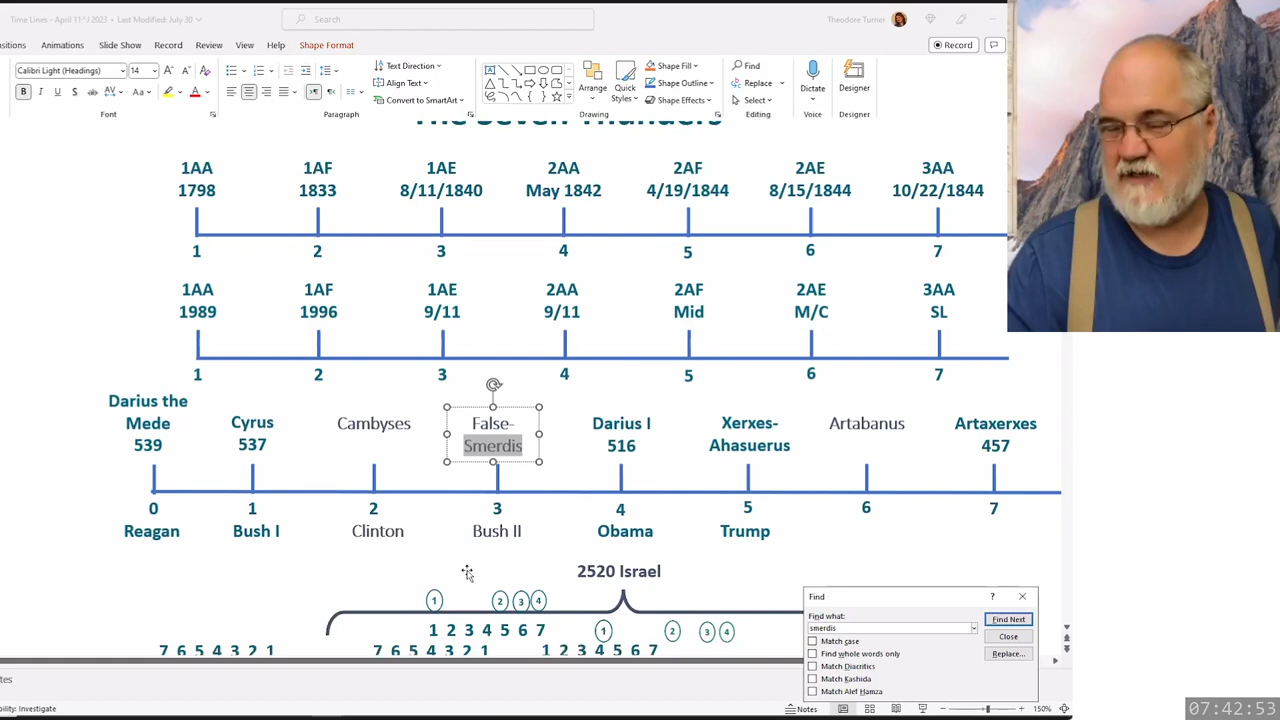 Time Lines - April 11^J 2023 • Last Modified: July 30
Search
Theodore Turner
sitions Animations Slide Show Record Review View Help Shape Format
Record
Calibri Light (Headings) 14
Text Direction
Align Text
Convert to SmartArt
Arrange
Quick Styles
Shape Fill
Shape Outline
Shape Effects
Find
Replace
Select
Dictate
Designer
Font Paragraph Drawing Editing Voice Designer
The Seven Thunders
1AA 1AF 1AE 2AA 2AF 2AE 3AA
1798 1833 8/11/1840 May 1842 4/19/1844 8/15/1844 10/22/1844
1 2 3 4 5 6 7
1AA 1AF 1AE 2AA 2AF 2AE 3AA
1989 1996 9/11 9/11 Mid M/C SL
1 2 3 4 5 6 7
Darius the Mede 539
Cyrus 537
Cambyses
False-Smerdis
Darius I 516
Xerxes-Ahasuerus
Artabanus
Artaxerxes 457
0 1 2 3 4 5 6 7
Reagan Bush I Clinton Bush II Obama Trump
2520 Israel
1 2 3 4
1 2 3 4 5 6 7
1 2 3 4
7 6 5 4 3 2 1 7 6 5 4 3 2 1 1 2 3 4 5 6 7
Find ?
Find what:
smerdis
Find Next
Close
Replace...
Match case
Find whole words only
Match Diacritics
Match Kashida
Match Alef Hamza
tes
bility: Investigate
Notes
150%
07:42:53